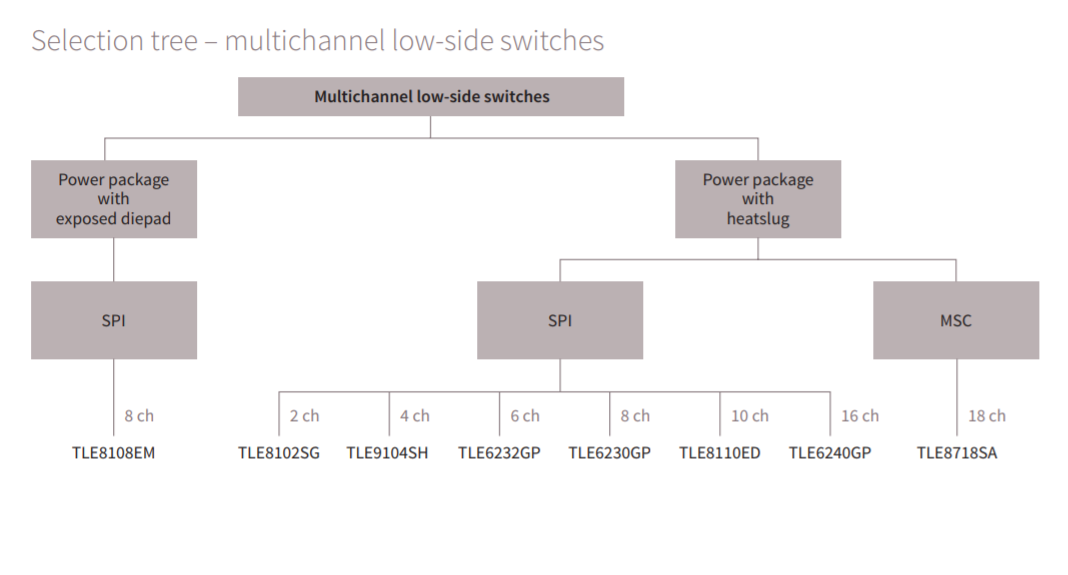 Selection tree – multichannel low-side switches
Multichannel low-side switches
Power package
with
exposed diepad
Power package
with
heatslug
SPI
SPI
MSC
8 ch
2 ch
4 ch
6 ch
8 ch
10 ch
16 ch
18 ch
TLE8108EM
TLE8102SG
TLE9104SH
TLE6232GP
TLE6230GP
TLE8110ED
TLE6240GP
TLE8718SA